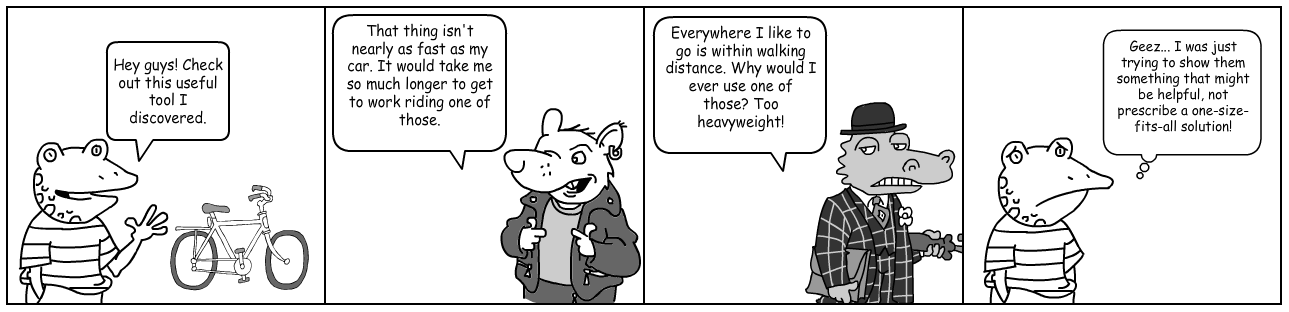 Hey guys! Check
out this useful
tool I
discovered.
That thing isn't
nearly as fast as my
car. It would take me
so much longer to get
to work riding one of
those.
Everywhere I like to
go is within walking
distance. Why would I
ever use one of
those? Too
heavyweight!
Geez... I was just
trying to show them
something that might
be helpful, not
prescribe a one-size-
fits-all solution!